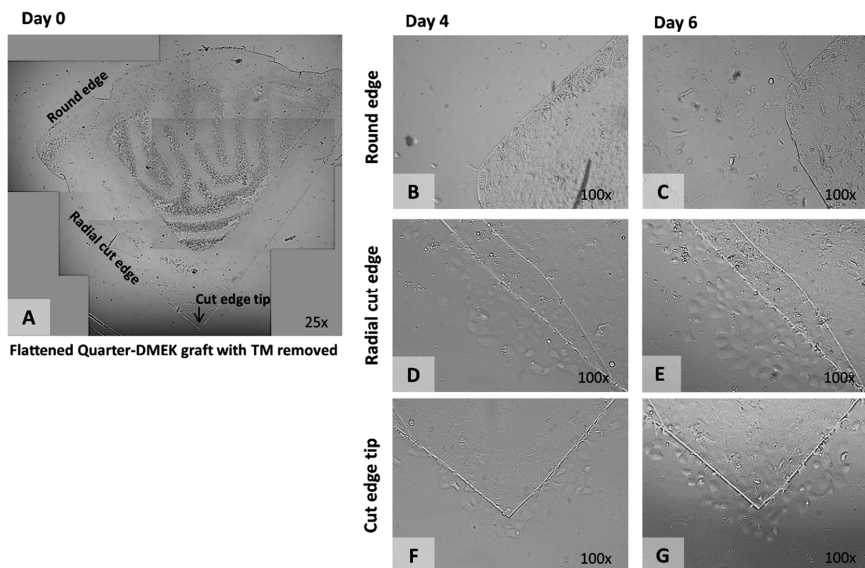 Day 0
Day 4
Day 6
Round edge
Radial cut edge
Cut edge tip
A
25x
Flattened Quarter-DMEK graft with TM removed
Round edge
B
100x
C
100x
Radial cut edge
D
100x
E
100x
Cut edge tip
F
100x
G
100x